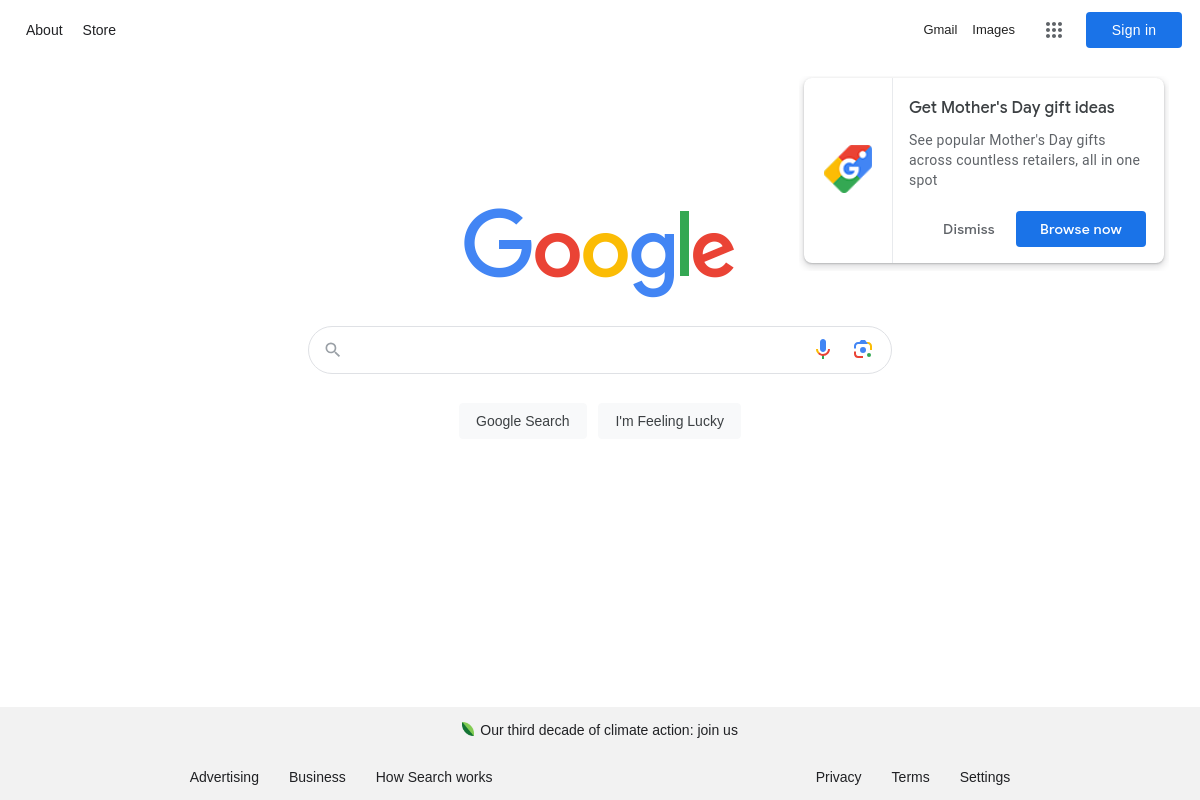 About
Store
Gmail
Images
Sign in
Get Mother's Day gift ideas
See popular Mother's Day gifts
across countless retailers, all in one
spot
Dismiss
Browse now
Google
Google Search
I'm Feeling Lucky
Our third decade of climate action: join us
Advertising
Business
How Search works
Privacy
Terms
Settings